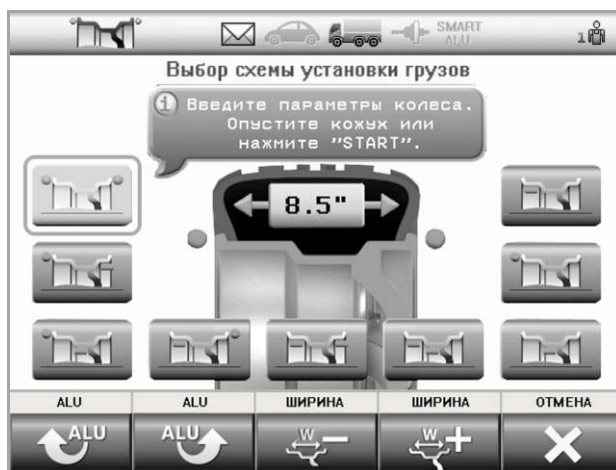 SMART
ALU
1
Выбор схемы установки грузов
i Введите параметры колеса.
Опустите кожух или
нажмите "START".
8.5"
ALU ALU ШИРИНА ШИРИНА ОТМЕНА
ALU ALU W W